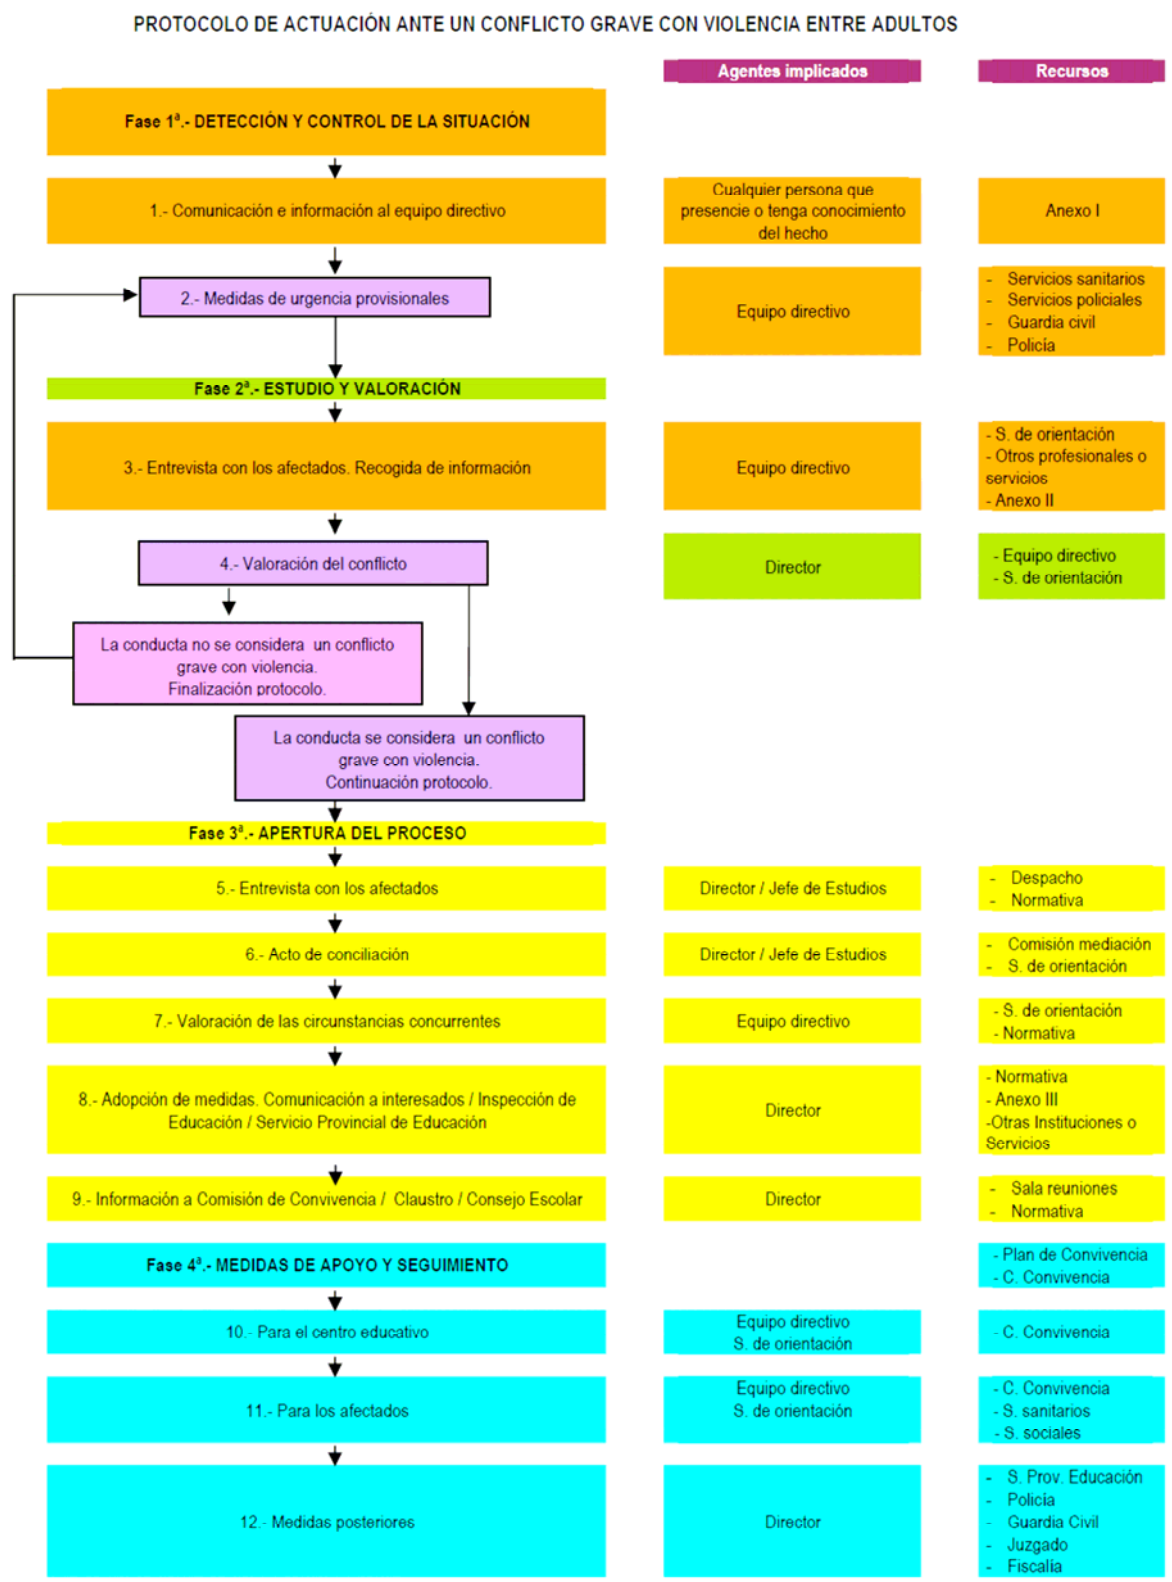 PROTOCOLO DE ACTUACIÓN ANTE UN CONFLICTO GRAVE CON VIOLENCIA ENTRE ADULTOS
Agentes implicados
Recursos
Fase 1ª.- DETECCIÓN Y CONTROL DE LA SITUACIÓN
1.- Comunicación e información al equipo directivo
Cualquier persona que
presencie o tenga conocimiento
del hecho
Anexo I
2.- Medidas de urgencia provisionales
Equipo directivo
- Servicios sanitarios
- Servicios policiales
- Guardia civil
- Policía
Fase 2ª.- ESTUDIO Y VALORACIÓN
3.- Entrevista con los afectados. Recogida de información
Equipo directivo
- S. de orientación
- Otros profesionales o
servicios
- Anexo II
4.- Valoración del conflicto
Director
- Equipo directivo
- S. de orientación
La conducta no se considera un conflicto
grave con violencia.
Finalización protocolo.
La conducta se considera un conflicto
grave con violencia.
Continuación protocolo.
Fase 3ª.- APERTURA DEL PROCESO
5.- Entrevista con los afectados
Director / Jefe de Estudios
- Despacho
- Normativa
6.- Acto de conciliación
Director / Jefe de Estudios
- Comisión mediación
- S. de orientación
7.- Valoración de las circunstancias concurrentes
Equipo directivo
- S. de orientación
- Normativa
8.- Adopción de medidas. Comunicación a interesados / Inspección de
Educación / Servicio Provincial de Educación
Director
- Normativa
- Anexo III
-Otras Instituciones o
Servicios
9.- Información a Comisión de Convivencia / Claustro / Consejo Escolar
Director
- Sala reuniones
- Normativa
Fase 4ª.- MEDIDAS DE APOYO Y SEGUIMIENTO
- Plan de Convivencia
- C. Convivencia
10.- Para el centro educativo
Equipo directivo
S. de orientación
- C. Convivencia
11.- Para los afectados
Equipo directivo
S. de orientación
- C. Convivencia
- S. sanitarios
- S. sociales
12.- Medidas posteriores
Director
- S. Prov. Educación
- Policía
- Guardia Civil
- Juzgado
- Fiscalía